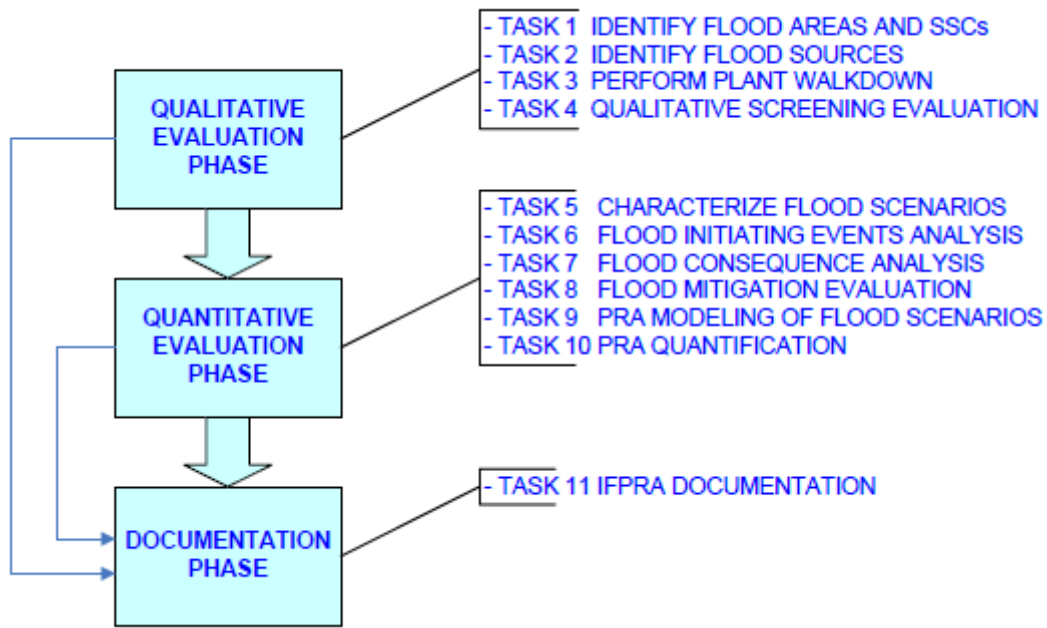 QUALITATIVE
EVALUATION
PHASE
- TASK 1 IDENTIFY FLOOD AREAS AND SSCs
- TASK 2 IDENTIFY FLOOD SOURCES
- TASK 3 PERFORM PLANT WALKDOWN
- TASK 4 QUALITATIVE SCREENING EVALUATION
QUANTITATIVE
EVALUATION
PHASE
- TASK 5 CHARACTERIZE FLOOD SCENARIOS
- TASK 6 FLOOD INITIATING EVENTS ANALYSIS
- TASK 7 FLOOD CONSEQUENCE ANALYSIS
- TASK 8 FLOOD MITIGATION EVALUATION
- TASK 9 PRA MODELING OF FLOOD SCENARIOS
- TASK 10 PRA QUANTIFICATION
DOCUMENTATION
PHASE
- TASK 11 IFPRA DOCUMENTATION